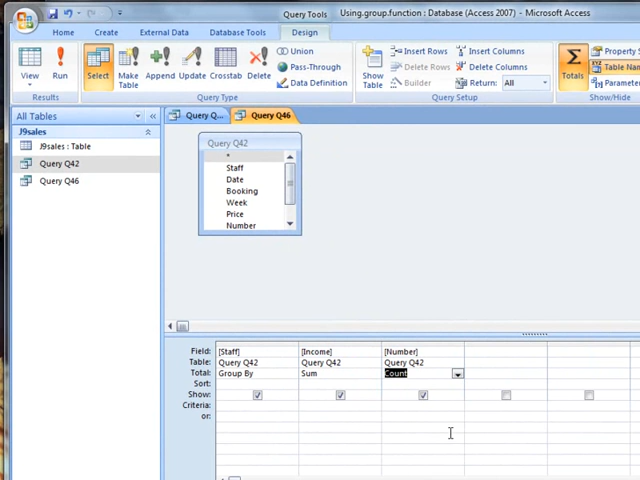 Query Tools
Using.group.function : Database (Access 2007) - Microsoft Access
Home
Create
External Data
Database Tools
Design
View
Run
Results
Select
Make Table
Append
Update
Crosstab
Delete
Union
Pass-Through
Data Definition
Query Type
Show Table
Insert Rows
Delete Rows
Builder
Insert Columns
Delete Columns
Return: All
Query Setup
Σ
Totals
Property S
Table Nam
Parameter
Show/Hide
All Tables
J9sales
J9sales : Table
Query Q42
Query Q46
Query Q...
Query Q46
Query Q42
*
Staff
Date
Booking
Week
Price
Number
Field: [Staff] [Income] [Number]
Table: Query Q42 Query Q42 Query Q42
Total: Group By Sum Count
Sort:
Show:
Criteria:
or: